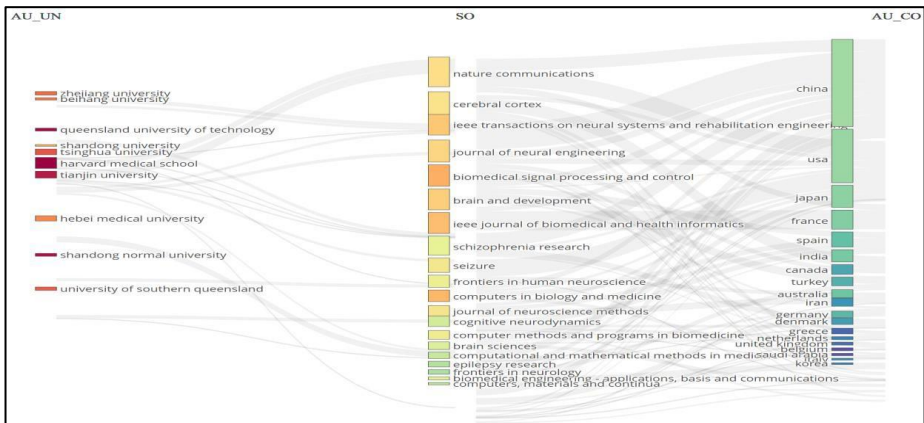 AU_UN
SO
AU_CO
zhejiang university
beihang university
queensland university of technology
shandong university
tsinghua university
harvard medical school
tianjin university
hebei medical university
shandong normal university
university of southern queensland
nature communications
cerebral cortex
ieee transactions on neural systems and rehabilitation engineering
journal of neural engineering
biomedical signal processing and control
brain and development
ieee journal of biomedical and health informatics
schizophrenia research
seizure
frontiers in human neuroscience
computers in biology and medicine
journal of neuroscience methods
cognitive neurodynamics
computer methods and programs in biomedicine
brain sciences
computational and mathematical methods in medicine
epilepsy research
frontiers in neurology
biomedical engineering - applications, basis and communications
computers, materials and continua
china
usa
japan
france
spain
india
canada
turkey
australia
iran
germany
denmark
greece
netherlands
united kingdom
belgium
saudi arabia
italy
korea